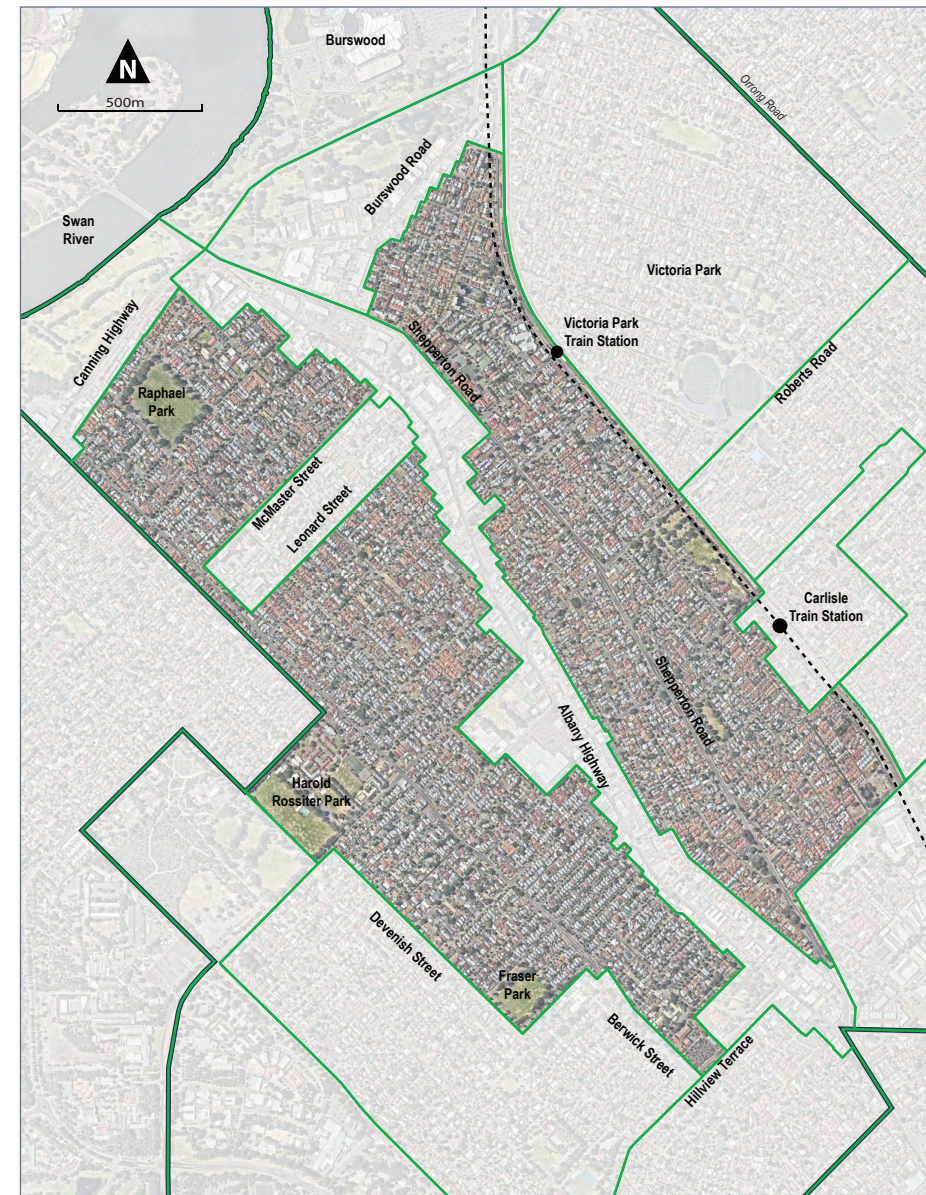 Burswood
N
500m
Orrong Road
Burswood Road
Swan
River
Victoria Park
Canning Highway
Victoria Park
Train Station
Shepperton Road
Roberts Road
Raphael
Park
McMaster Street
Leonard Street
Carlisle
Train Station
Shepperton Road
Albany Highway
Harold
Rossiter Park
Devenish Street
Fraser
Park
Berwick Street
Hillview Terrace